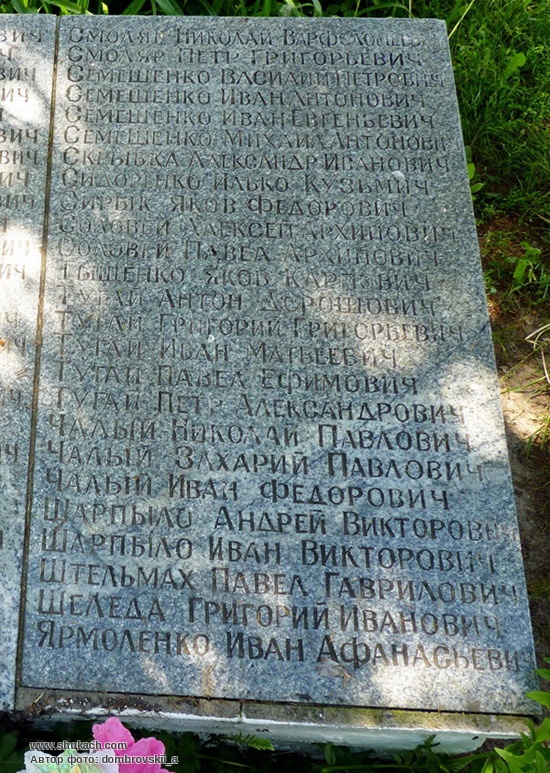 Смоляр Николай Варфоломеев
Смоляр Петр Григорьевич
Семешенко Василий Петрович
Семешенко Иван Антонович
Семешенко Иван Евгеньевич
Семешенко Михаил Антонови
Скрыбка Александр Иванович
Сидоренко Илько Кузьмич
Сирык Яков Федорович
Соловей Алексей Архипович
Соловей Павел Архипович
Тышенко Яков Карпович
Тугай Антон
Тугай Григорий Григорьевич
Тугай Иван Матвеевич
Тугай Павел Ефимович
Тугай Петр Александрович
Чалый Николай Павлович
Чалый Захарий Павлович
Чалый Иван Федорович
Шарпыло Андрей Викторович
Шарпыло Иван Викторович
Штельмах Павел Гаврилович
Шеледа Григорий Иванович
Ярмоленко Иван Афанасьевич
www.shukach.com
Автор фото: dombrovskii_a